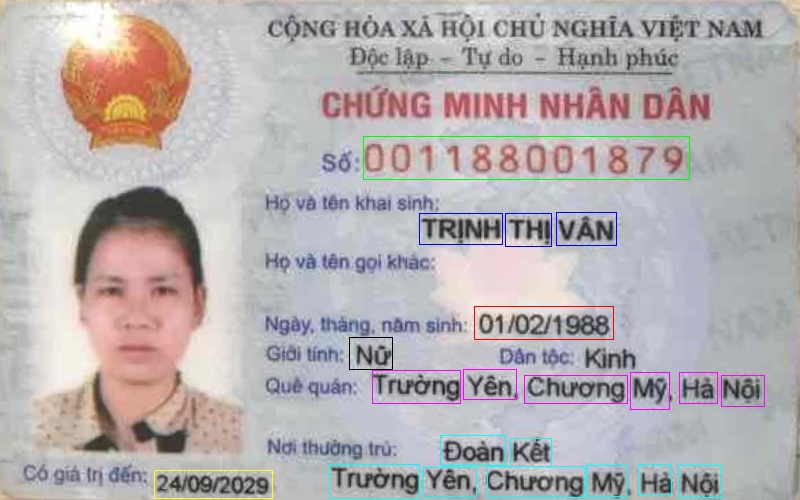 CỘNG HÒA XÃ HỘI CHỦ NGHĨA VIỆT NAM
Độc lập - Tự do - Hạnh phúc
CHỨNG MINH NHÂN DÂN
Số: 001188001879
Họ và tên khai sinh:
TRỊNH THỊ VÂN
Họ và tên gọi khác:
Ngày, tháng, năm sinh: 01/02/1988
Giới tính: Nữ Dân tộc: Kinh
Quê quán: Trường Yên, Chương Mỹ, Hà Nội
Nơi thường trú: Đoàn Kết
Có giá trị đến: 24/09/2029 Trường Yên, Chương Mỹ, Hà Nội